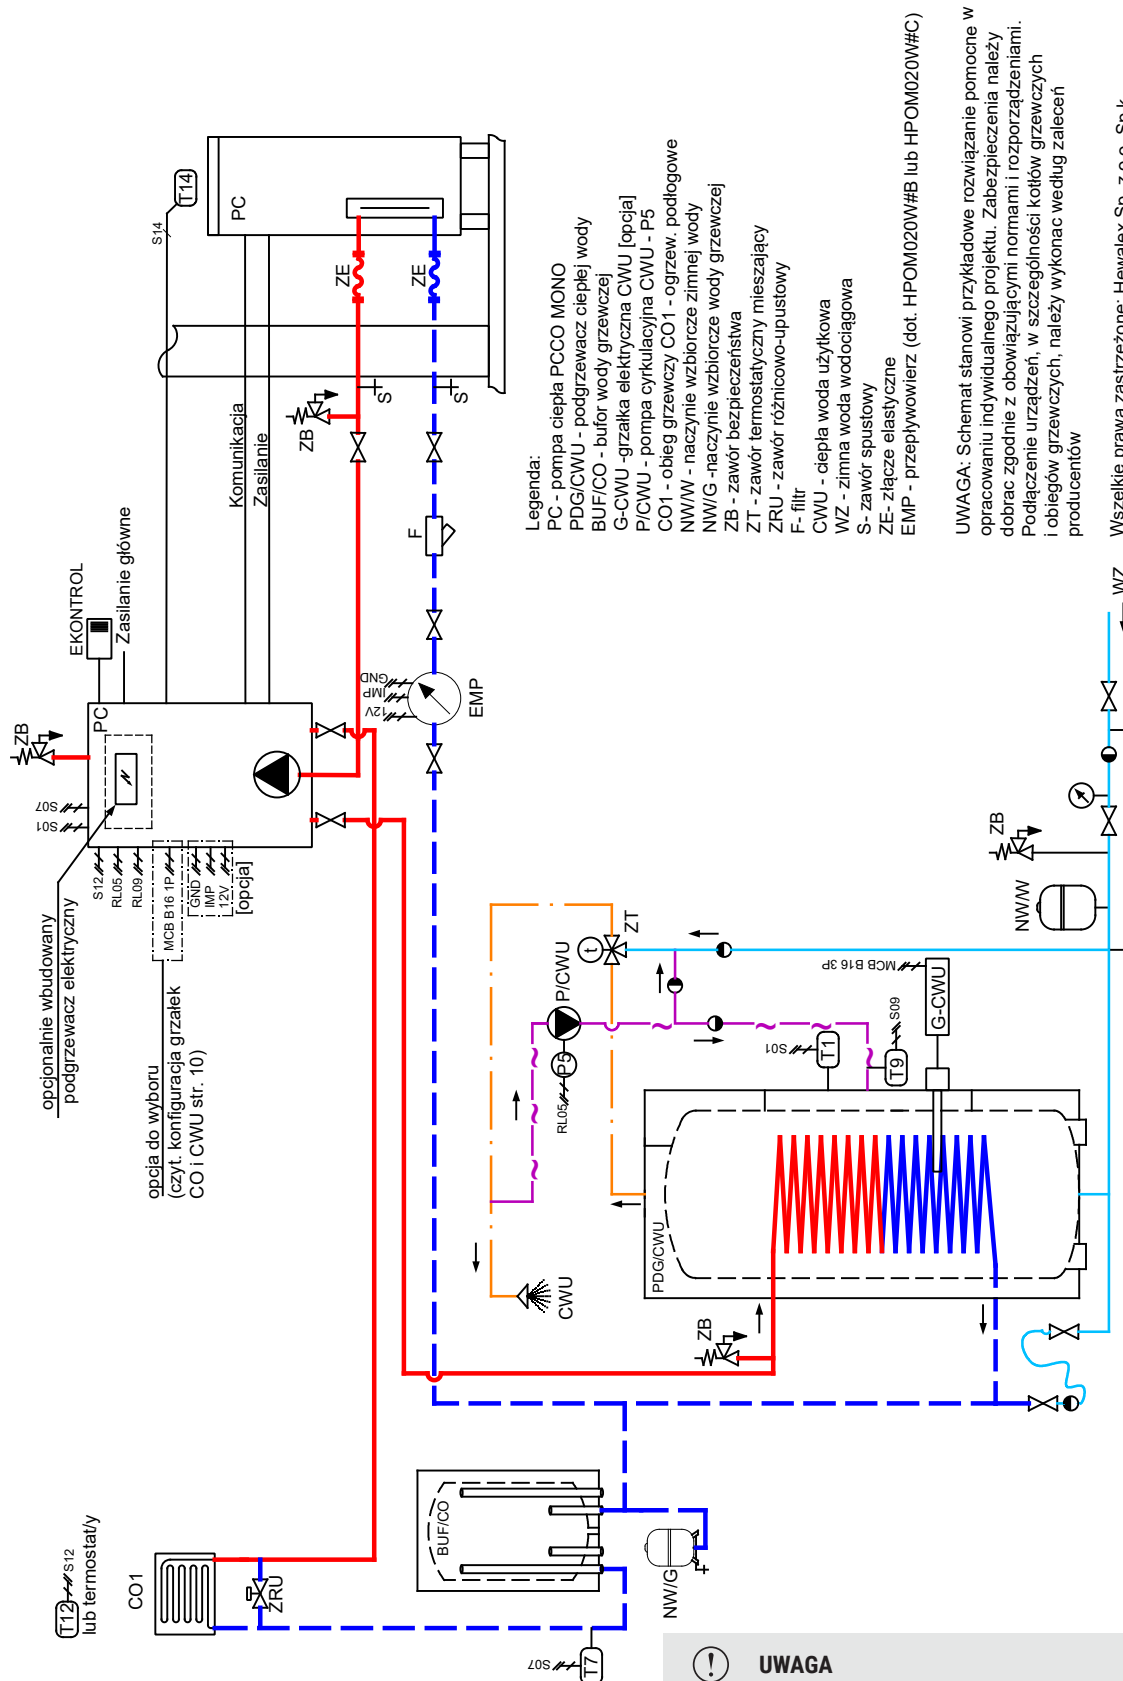 T12 S12
lub termostat/y
CO1
ZRU
S07
T7
BUF/CO
NW/G
opcja do wyboru
(czyt. konfiguracja grzałek
CO i CWU str. 10)
opcjonalnie wbudowany
podgrzewacz elektryczny
S12
RL05
RL09
MCB B16 1P
GND
IMP
12V
[opcja]
S01
S07
ZB
PC
EKONTROL
Zasilanie główne
Komunikacja
Zasilanie
S14
T14
PC
ZE
ZE
ZB
S
S
F
12V
IMP
GND
EMP
CWU
RL05
P5
P/CWU
t
ZT
S01
T1
T9
S09
MCB B16 3P
G-CWU
PDG/CWU
ZB
NW/W
ZB
WZ
Legenda:
PC - pompa ciepła PCCO MONO
PDG/CWU - podgrzewacz ciepłej wody
BUF/CO - bufor wody grzewczej
G-CWU -grzałka elektryczna CWU [opcja]
P/CWU - pompa cyrkulacyjna CWU - P5
CO1 - obieg grzewczy CO1 - ogrzew. podłogowe
NW/W - naczynie wzbiorcze zimnej wody
NW/G -naczynie wzbiorcze wody grzewczej
ZB - zawór bezpieczeństwa
ZT - zawór termostatyczny mieszający
ZRU - zawór różnicowo-upustowy
F- filtr
CWU - ciepła woda użytkowa
WZ - zimna woda wodociągowa
S- zawór spustowy
ZE- złącze elastyczne
EMP - przepływowierz (dot. HPOM020W#B lub HPOM020W#C)
UWAGA: Schemat stanowi przykładowe rozwiązanie pomocne w
opracowaniu indywidualnego projektu. Zabezpieczenia należy
dobrac zgodnie z obowiązującymi normami i rozporządzeniami.
Podłączenie urządzeń, w szczególności kotłów grzewczych
i obiegów grzewczych, należy wykonac według zaleceń
producentów
Wszelkie prawa zastrzeżone: Hewalex Sp. z o.o. Sp.k
! UWAGA